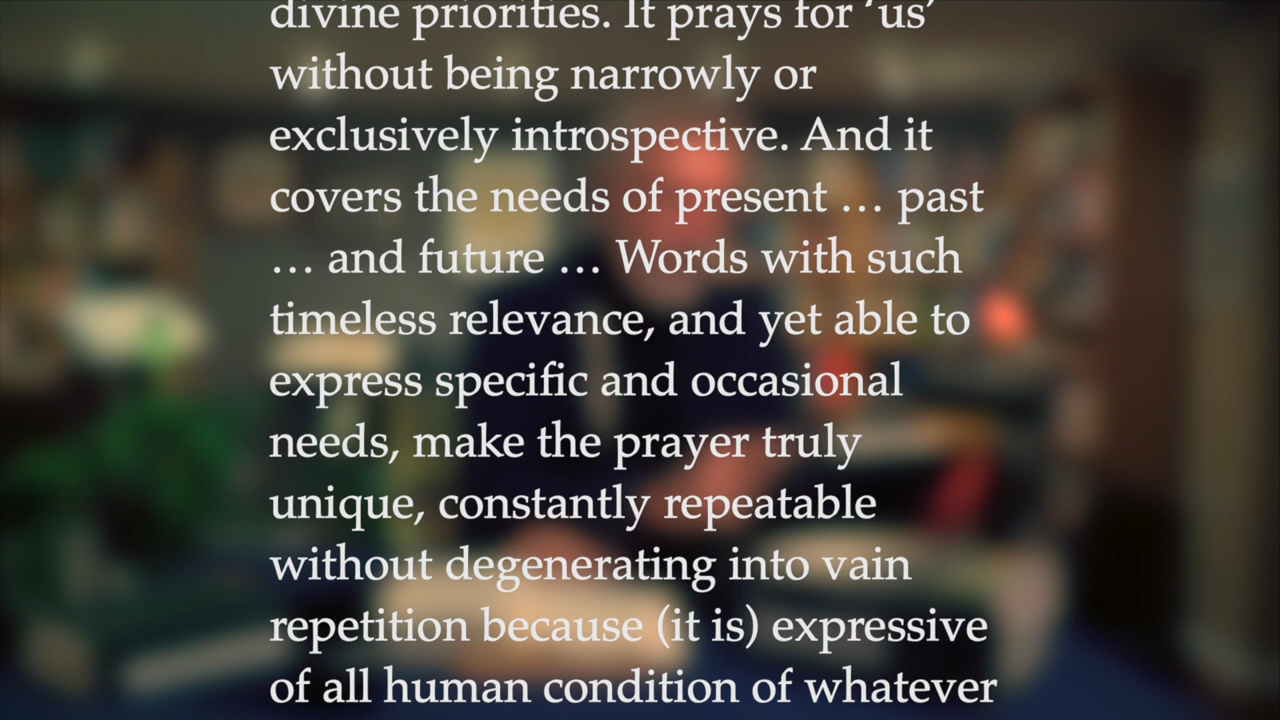 divine priorities. It prays for ‘us’
without being narrowly or
exclusively introspective. And it
covers the needs of present … past
… and future … Words with such
timeless relevance, and yet able to
express specific and occasional
needs, make the prayer truly
unique, constantly repeatable
without degenerating into vain
repetition because (it is) expressive
of all human condition of whatever